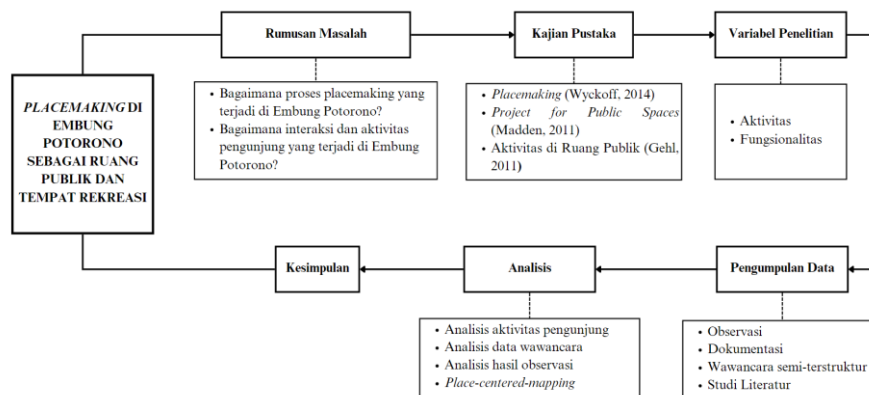 Rumusan Masalah
Kajian Pustaka
Variabel Penelitian
PLACEMAKING DI
EMBUNG
POTORONO
SEBAGAI RUANG
PUBLIK DAN
TEMPAT REKREASI
• Bagaimana proses placemaking yang
terjadi di Embung Potorono?
• Bagaimana interaksi dan aktivitas
pengunjung yang terjadi di Embung
Potorono?
• Placemaking (Wyckoff, 2014)
• Project for Public Spaces
(Madden, 2011)
• Aktivitas di Ruang Publik (Gehl,
2011)
• Aktivitas
• Fungsionalitas
Kesimpulan
Analisis
Pengumpulan Data
• Analisis aktivitas pengunjung
• Analisis data wawancara
• Analisis hasil observasi
• Place-centered-mapping
• Observasi
• Dokumentasi
• Wawancara semi-terstruktur
• Studi Literatur